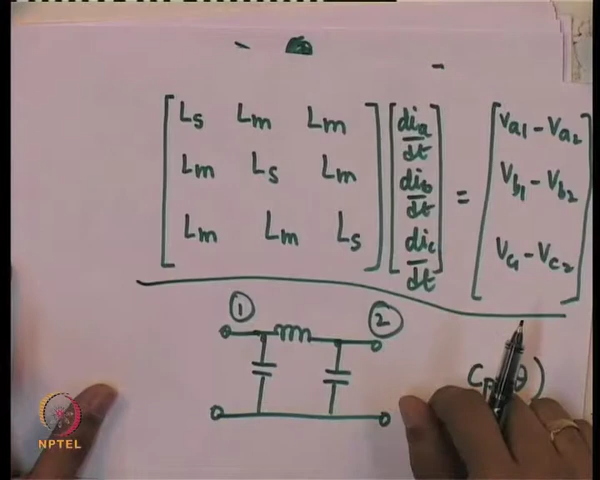 [ Ls Lm Lm ] [ dia/dt ] = [ Va1 - Va2 ]
[ Lm Ls Lm ] [ dib/dt ] [ Vb1 - Vb2 ]
[ Lm Lm Ls ] [ dic/dt ] [ Vc1 - Vc2 ]
① ②
NPTEL